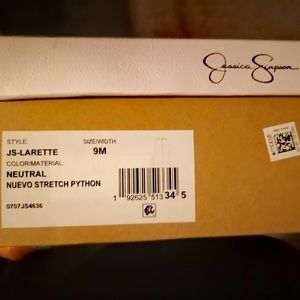 Jessica Simpson
STYLE: SIZE/WIDTH
JS-LARETTE 9M
COLOR/MATERIAL
NEUTRAL
NUEVO STRETCH PYTHON
1 92625 51334 5
0707JS4636